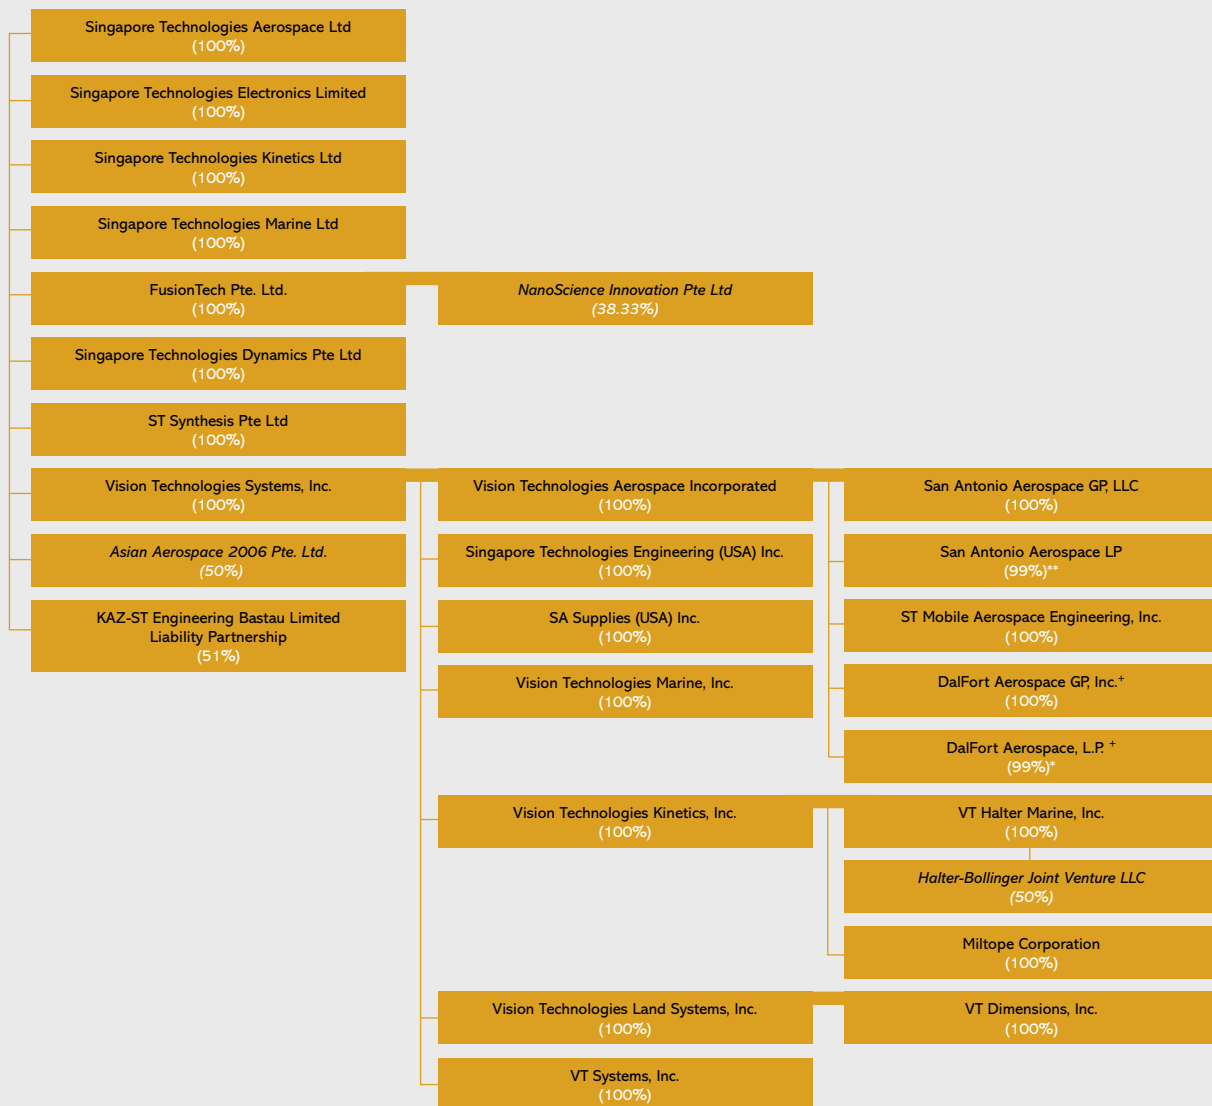 Singapore Technologies Aerospace Ltd
(100%)
Singapore Technologies Electronics Limited
(100%)
Singapore Technologies Kinetics Ltd
(100%)
Singapore Technologies Marine Ltd
(100%)
FusionTech Pte. Ltd.
(100%)
NanoScience Innovation Pte Ltd
(38.33%)
Singapore Technologies Dynamics Pte Ltd
(100%)
ST Synthesis Pte Ltd
(100%)
Vision Technologies Systems, Inc.
(100%)
Asian Aerospace 2006 Pte. Ltd.
(50%)
KAZ-ST Engineering Bastau Limited
Liability Partnership
(51%)
Vision Technologies Aerospace Incorporated
(100%)
Singapore Technologies Engineering (USA) Inc.
(100%)
SA Supplies (USA) Inc.
(100%)
Vision Technologies Marine, Inc.
(100%)
San Antonio Aerospace GP, LLC
(100%)
San Antonio Aerospace LP
(99%)**
ST Mobile Aerospace Engineering, Inc.
(100%)
DalFort Aerospace GP, Inc.+
(100%)
DalFort Aerospace, L.P. +
(99%)*
Vision Technologies Kinetics, Inc.
(100%)
VT Halter Marine, Inc.
(100%)
Halter-Bollinger Joint Venture LLC
(50%)
Miltope Corporation
(100%)
Vision Technologies Land Systems, Inc.
(100%)
VT Dimensions, Inc.
(100%)
VT Systems, Inc.
(100%)